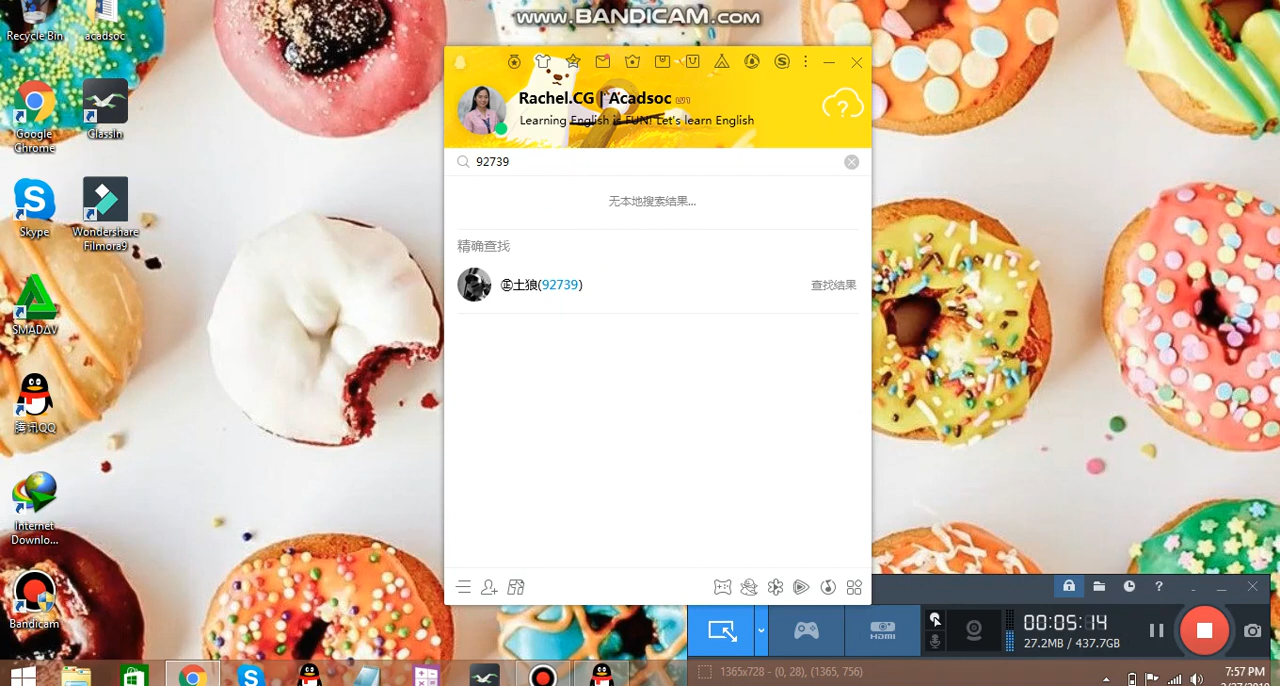 www.BANDICAM.com
Recycle Bin
acadsoc
Google Chrome
ClassIn
Skype
Wondershare Filmora9
SMADAV
腾讯QQ
Internet Downlo...
Bandicam
Rachel.CG | Acadsoc
Learning English is FUN! Let's learn English
92739
无本地搜索结果...
精确查找
土狼(92739)
查找结果
HDMI
00:05:14
27.2MB / 437.7GB
1365x728 - (0, 28), (1365, 756)
7:57 PM